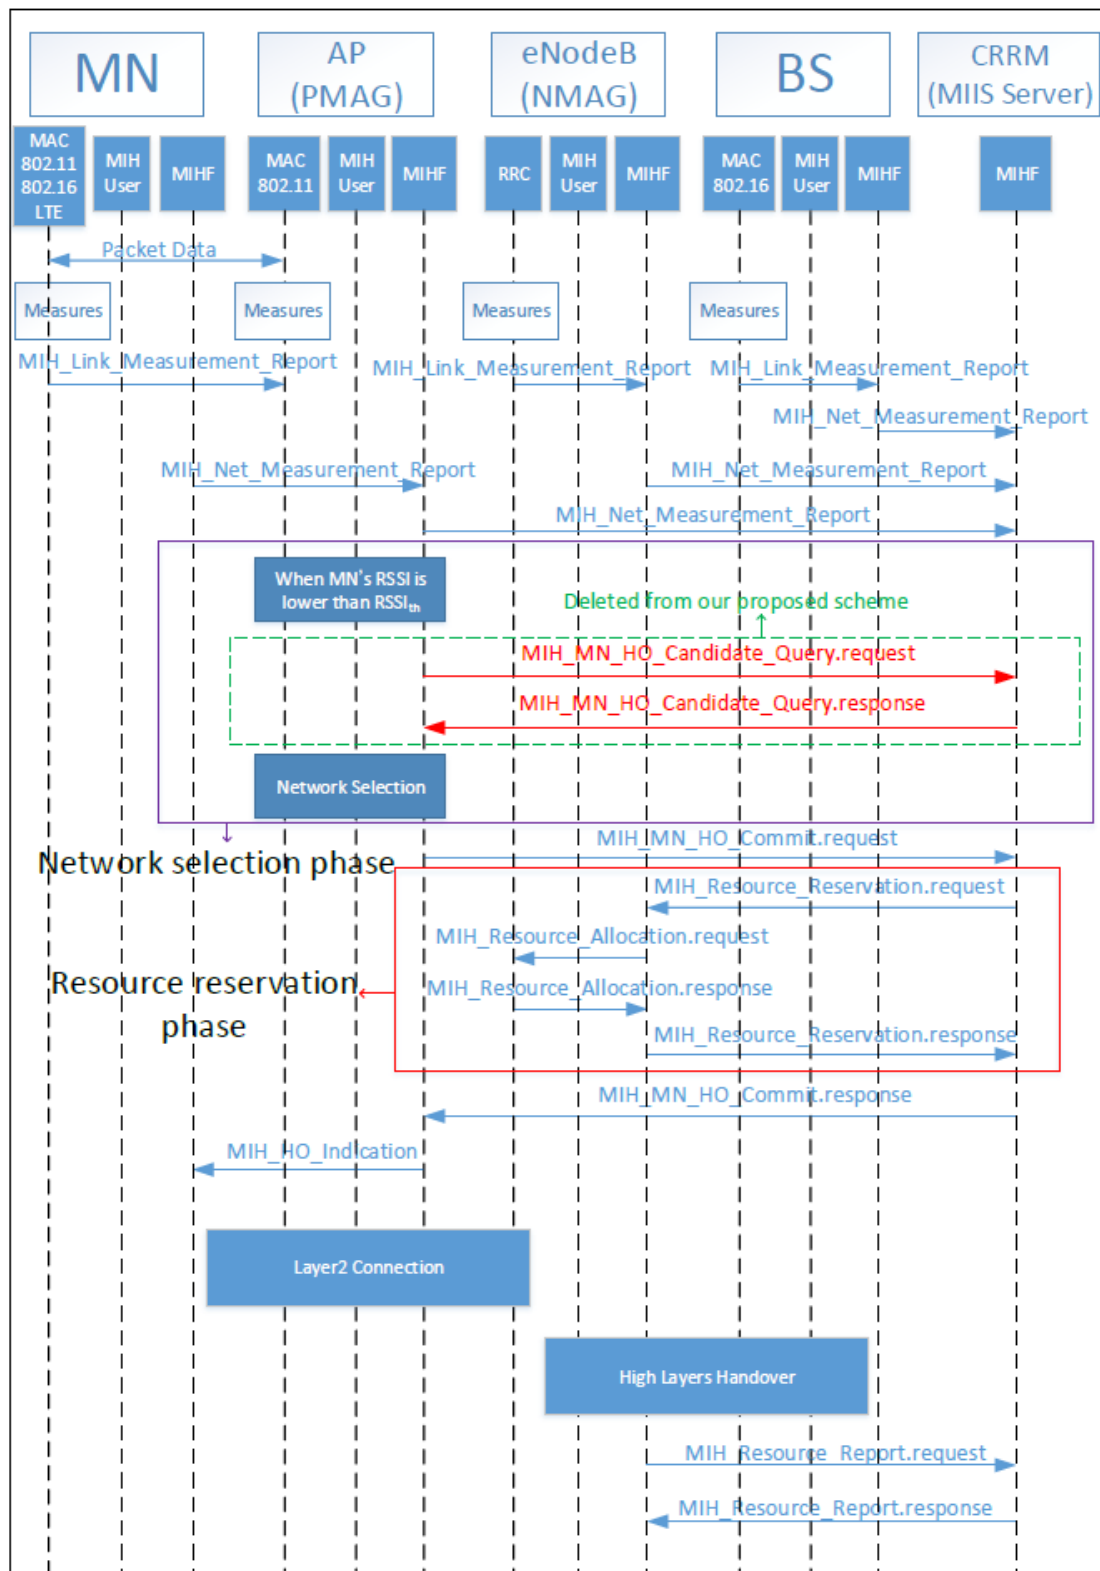 MN
AP
(PMAG)
eNodeB
(NMAG)
BS
CRRM
(MIIS Server)
MAC
802.11
802.16
LTE
MIH
User
MIHF
MAC
802.11
MIH
User
MIHF
RRC
MIH
User
MIHF
MAC
802.16
MIH
User
MIHF
MIHF
Packet Data
Measures
Measures
Measures
Measures
MIH_Link_Measurement_Report
MIH_Link_Measurement_Report
MIH_Link_Measurement_Report
MIH_Net_Measurement_Report
MIH_Net_Measurement_Report
MIH_Net_Measurement_Report
MIH_Net_Measurement_Report
When MN's RSSI is
lower than RSSIth
Deleted from our proposed scheme
MIH_MN_HO_Candidate_Query.request
MIH_MN_HO_Candidate_Query.response
Network Selection
MIH_MN_HO_Commit.request
Network selection phase
MIH_Resource_Reservation.request
MIH_Resource_Allocation.request
Resource reservation
phase
MIH_Resource_Allocation.response
MIH_Resource_Reservation.response
MIH_MN_HO_Commit.response
MIH_HO_Indication
Layer2 Connection
High Layers Handover
MIH_Resource_Report.request
MIH_Resource_Report.response